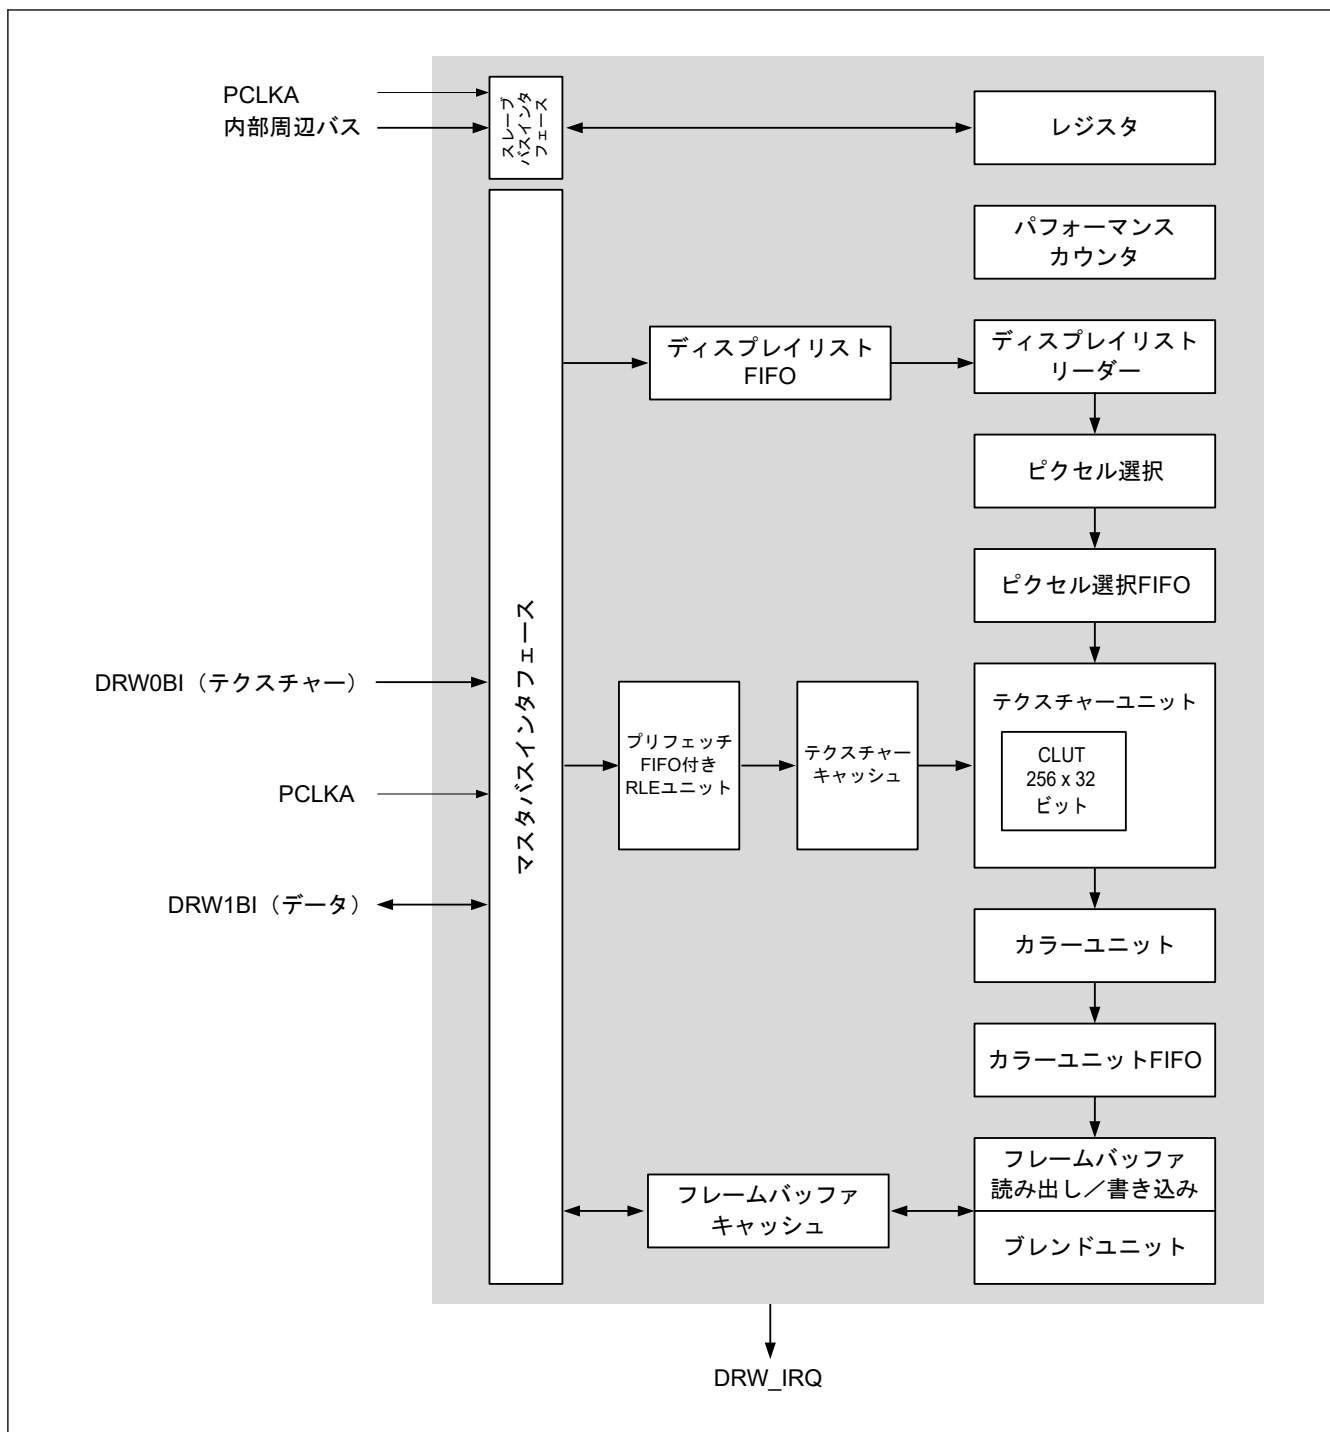 PCLKA
内部周辺バス
スレーブ
バスインタ
フェース
レジスタ
パフォーマンス
カウンタ
ディスプレイリスト
FIFO
ディスプレイリスト
リーダー
ピクセル選択
ピクセル選択FIFO
マスタバスインタフェース
DRW0BI（テクスチャー）
PCLKA
DRW1BI（データ）
プリフェッチ
FIFO付き
RLEユニット
テクスチャー
キャッシュ
テクスチャーユニット
CLUT
256 x 32
ビット
カラーユニット
カラーユニットFIFO
フレームバッファ
キャッシュ
フレームバッファ
読み出し／書き込み
ブレンドユニット
DRW_IRQ